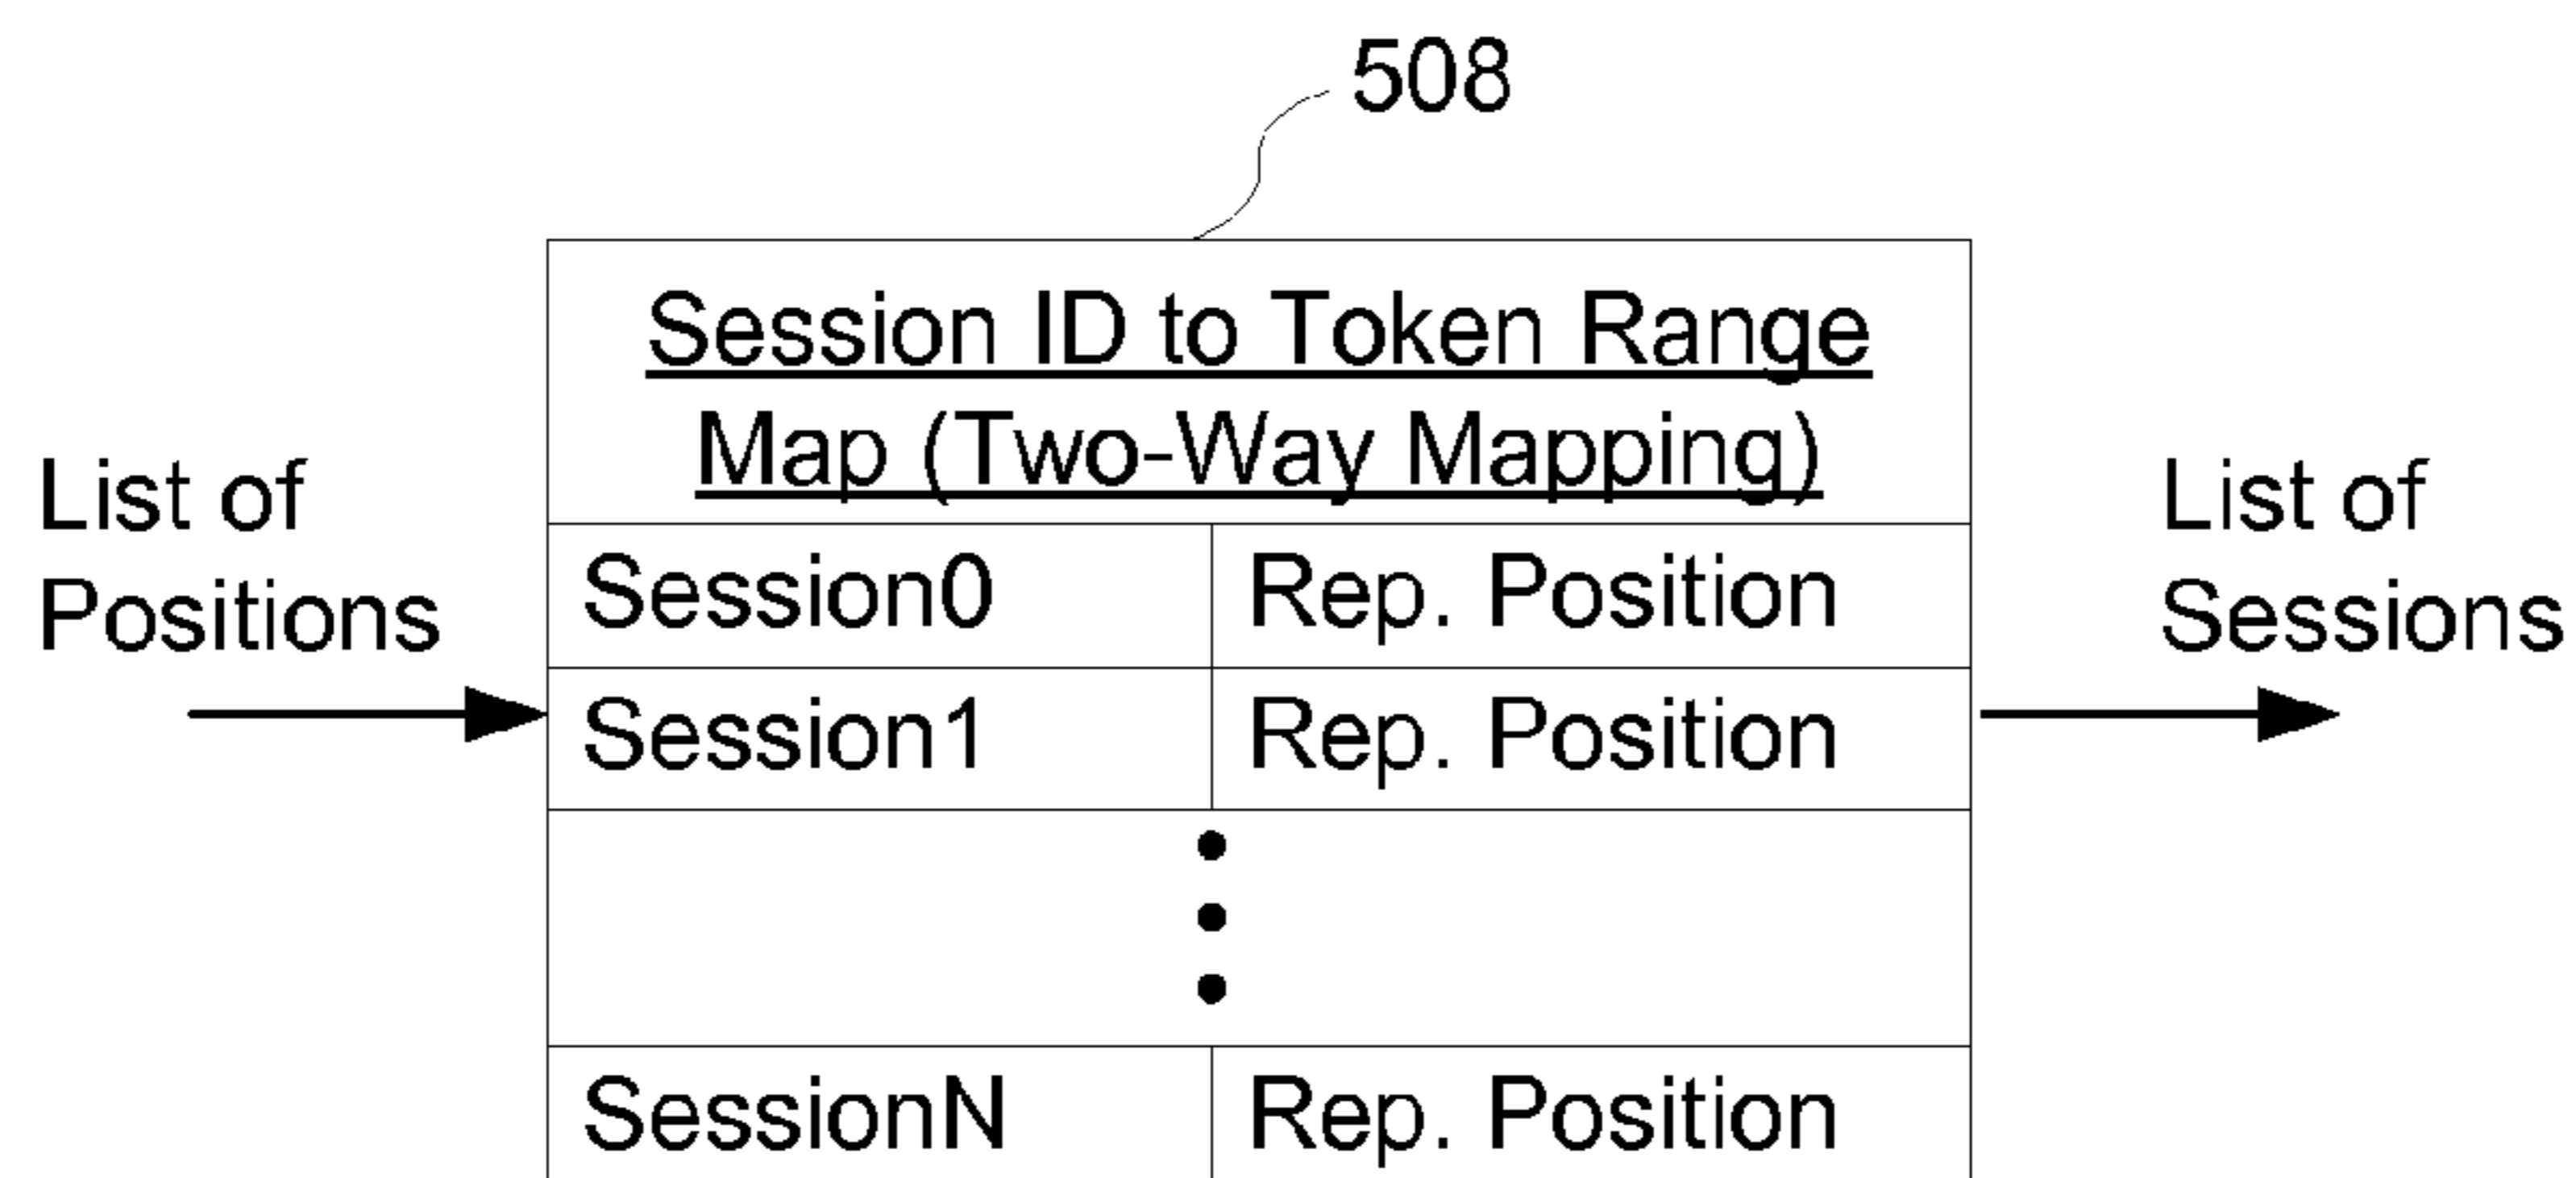 508
Session ID to Token Range
Map (Two-Way Mapping)
List of
Positions
Session0 Rep. Position
Session1 Rep. Position
SessionN Rep. Position
List of
Sessions